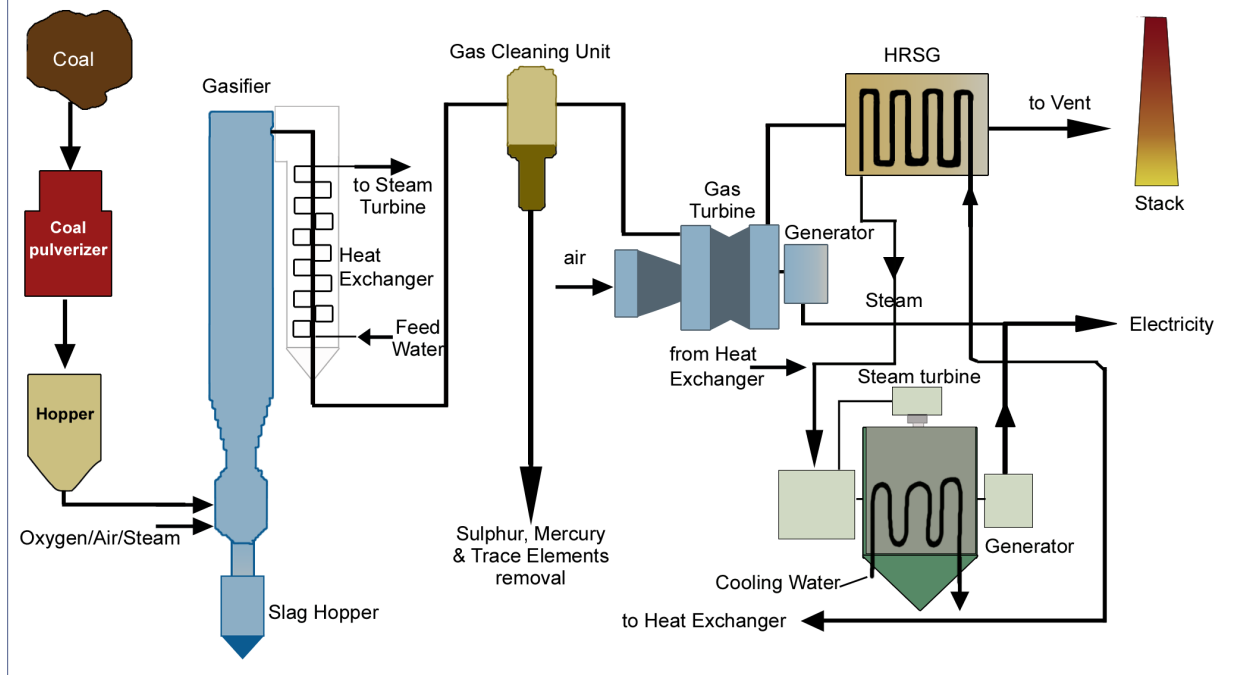 Coal
Coal
pulverizer
Hopper
Oxygen/Air/Steam
Gasifier
to Steam
Turbine
Heat
Exchanger
Feed
Water
Slag Hopper
Gas Cleaning Unit
Sulphur, Mercury
& Trace Elements
removal
air
Gas
Turbine
Generator
HRSG
to Vent
Stack
Steam
Electricity
from Heat
Exchanger
Steam turbine
Generator
Cooling Water
to Heat Exchanger